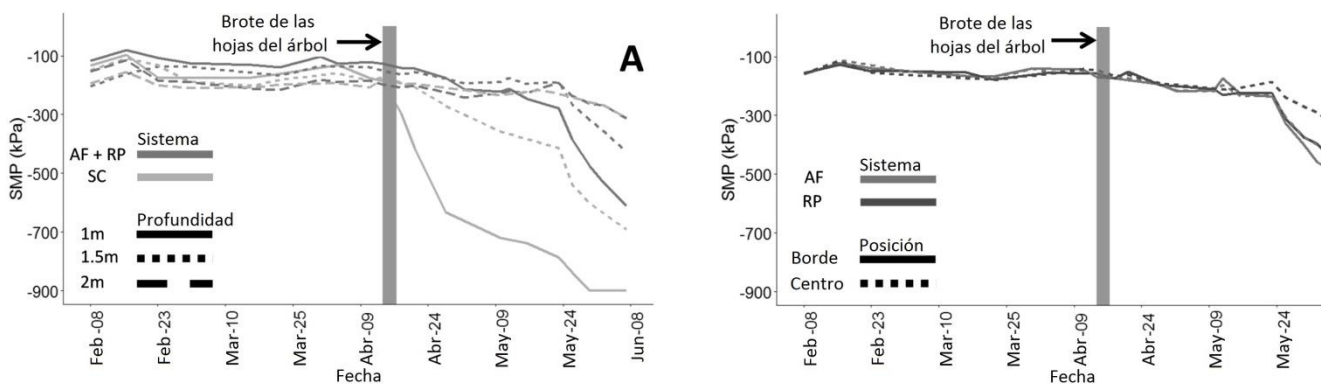 Brote de las
hojas del árbol
A
-100
-300
-500
-700
-900
SMP (kPa)
Sistema
AF + RP
SC
Profundidad
1m
1.5m
2m
Feb -08
Feb-23
Mar-10
Mar-25
Abr-09
Abr-24
May-09
May-24
Jun-08
Fecha
Brote de las
hojas del árbol
-100
-300
-500
-700
-900
SMP (kPa)
Sistema
AF
RP
Posición
Borde
Centro
Feb -08
Feb-23
Mar-10
Mar-25
Abr-09
Abr-24
May-09
May-24
Fecha